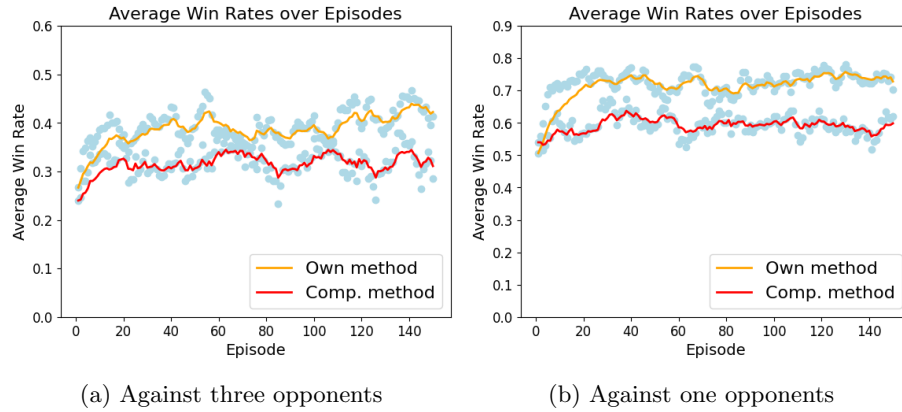 Average Win Rates over Episodes
0.6
0.5
0.4
0.3
0.2
0.1
0.0
Average Win Rate
Own method
Comp. method
0 20 40 60 80 100 120 140
Episode
(a) Against three opponents
Average Win Rates over Episodes
0.9
0.8
0.7
0.6
0.5
0.4
0.3
0.2
0.1
0.0
Average Win Rate
Own method
Comp. method
0 20 40 60 80 100 120 140
Episode
(b) Against one opponents